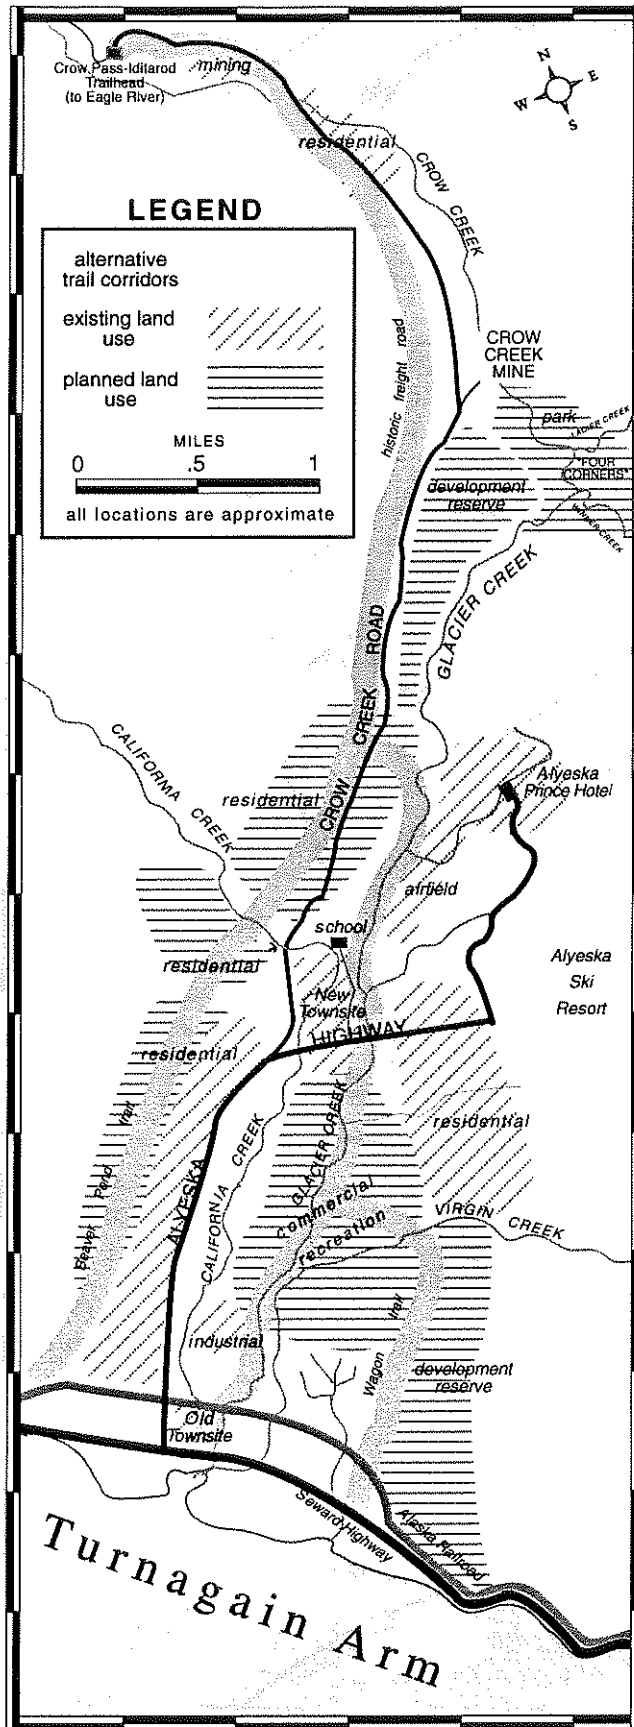 Crow Pass-Iditarod
Trailhead
(to Eagle River)
mining
N
E
W
S
residential
CROW
CREEK
LEGEND
alternative
trail corridors
existing land
use
planned land
use
MILES
0 .5 1
all locations are approximate
historic freight road
CROW
CREEK
MINE
park
"FOUR
CORNERS"
WINNER CREEK
development
reserve
GLACIER CREEK
CROW CREEK ROAD
CALIFORNIA
CREEK
residential
Alyeska
Prince Hotel
airfield
school
residential
New
Townsite
Alyeska
Ski
Resort
HIGHWAY
residential
Beaver Pond trail
ALYESKA
CALIFORNIA CREEK
GLACIER CREEK
residential
commercial
recreation
VIRGIN CREEK
industrial
Wagon trail
development
reserve
Old
Townsite
Seward Highway
Alaska Railroad
Turnagain Arm